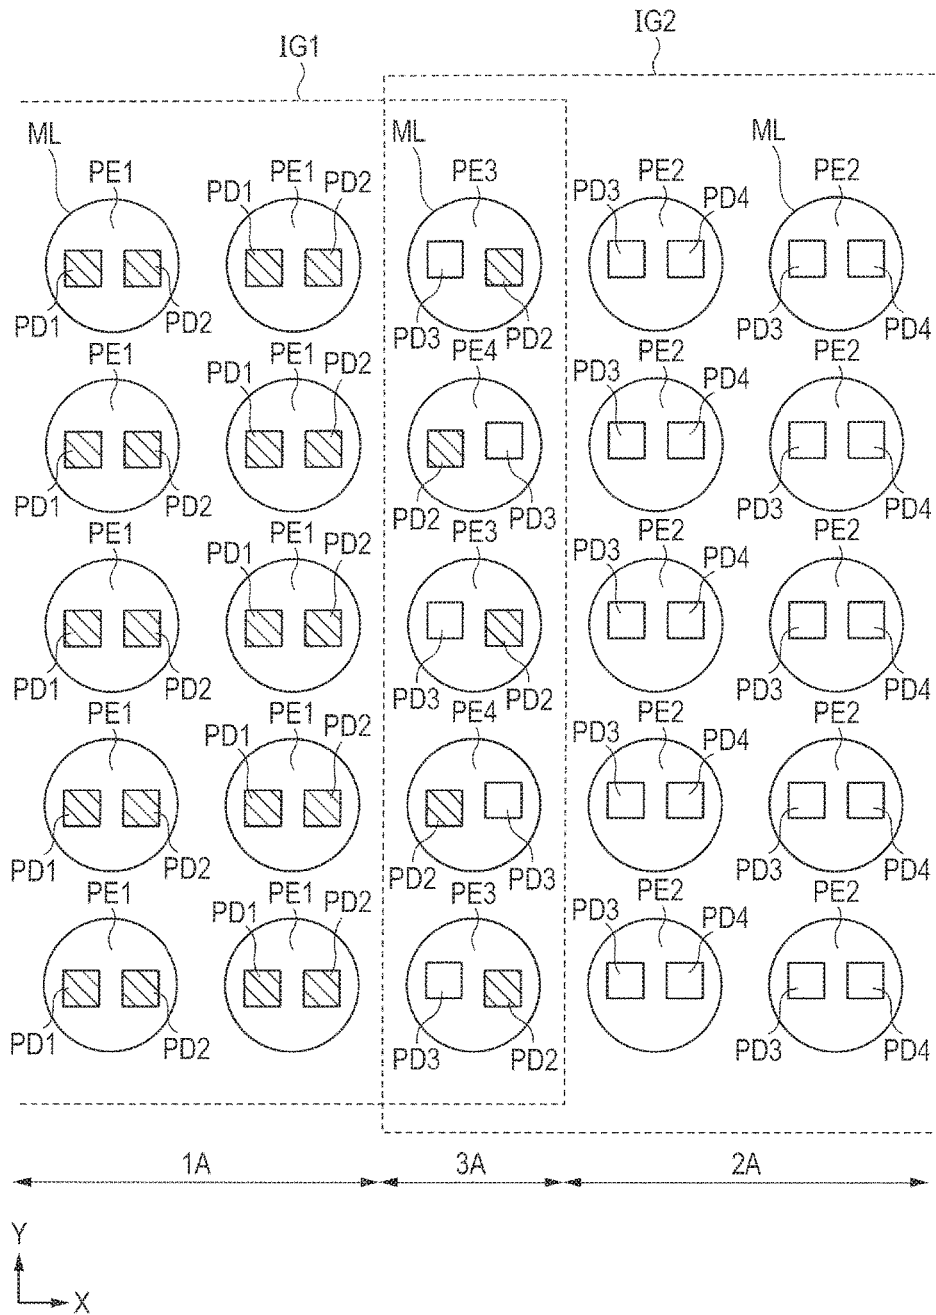 IG1 IG2
ML ML ML
PE1 PE1 PE3 PE2 PE2
PD1 PD2 PD3 PD4
PD1 PD2 PD3 PD2 PD3 PD4
PE1 PE1 PE4 PE2 PE2
PD1 PD2 PD3 PD4
PD1 PD2 PD2 PD3 PD3 PD4
PE1 PE1 PE3 PE2 PE2
PD1 PD2 PD3 PD4
PD1 PD2 PD3 PD2 PD3 PD4
PE1 PE1 PE4 PE2 PE2
PD1 PD2 PD3 PD4
PD1 PD2 PD2 PD3 PD3 PD4
PE1 PE1 PE3 PE2 PE2
PD1 PD2 PD3 PD4
PD1 PD2 PD3 PD2 PD3 PD4
1A 3A 2A
Y
X